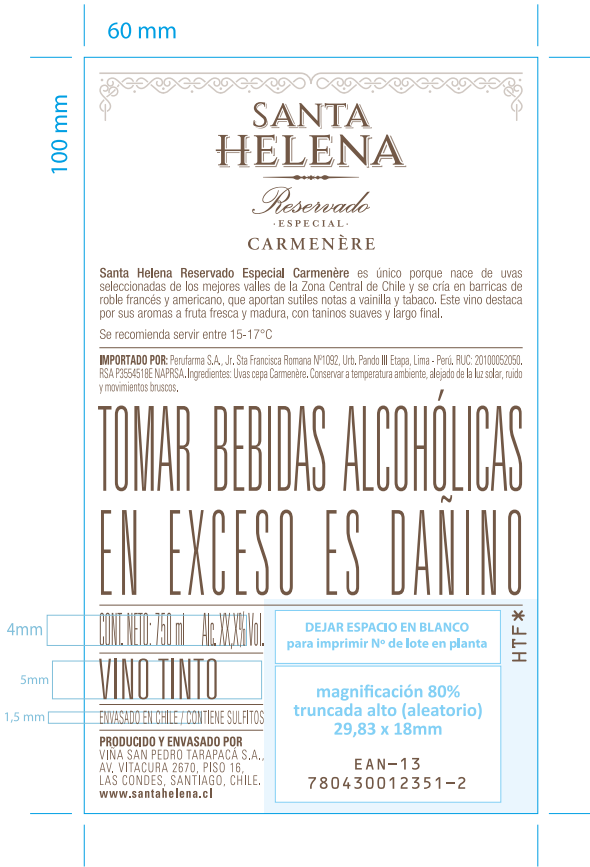 60 mm
100 mm
SANTA
HELENA
Reservado
·ESPECIAL·
CARMENÈRE
Santa Helena Reservado Especial Carmenère es único porque nace de uvas
seleccionadas de los mejores valles de la Zona Central de Chile y se cría en barricas de
roble francés y americano, que aportan sutiles notas a vainilla y tabaco. Este vino destaca
por sus aromas a fruta fresca y madura, con taninos suaves y largo final.
Se recomienda servir entre 15-17°C
IMPORTADO POR: Perufarma S.A., Jr. Sta Francisca Romana Nº1092, Urb. Pando III Etapa, Lima - Perú. RUC: 20100052050.
RSA P3554518E NAPRSA. Ingredientes: Uvas cepa Carmenère. Conservar a temperatura ambiente, alejado de la luz solar, ruido
y movimientos bruscos.
TOMAR BEBIDAS ALCOHÓLICAS
EN EXCESO ES DAÑINO
4mm
CONT. NETO: 750 ml Alc. XX,X% Vol.
5mm
VINO TINTO
1,5 mm
ENVASADO EN CHILE / CONTIENE SULFITOS
PRODUCIDO Y ENVASADO POR
VIÑA SAN PEDRO TARAPACÁ S.A.,
AV. VITACURA 2670, PISO 16,
LAS CONDES, SANTIAGO, CHILE.
www.santahelena.cl
DEJAR ESPACIO EN BLANCO
para imprimir Nº de lote en planta
HTF*
magnificación 80%
truncada alto (aleatorio)
29,83 x 18mm
EAN-13
780430012351-2